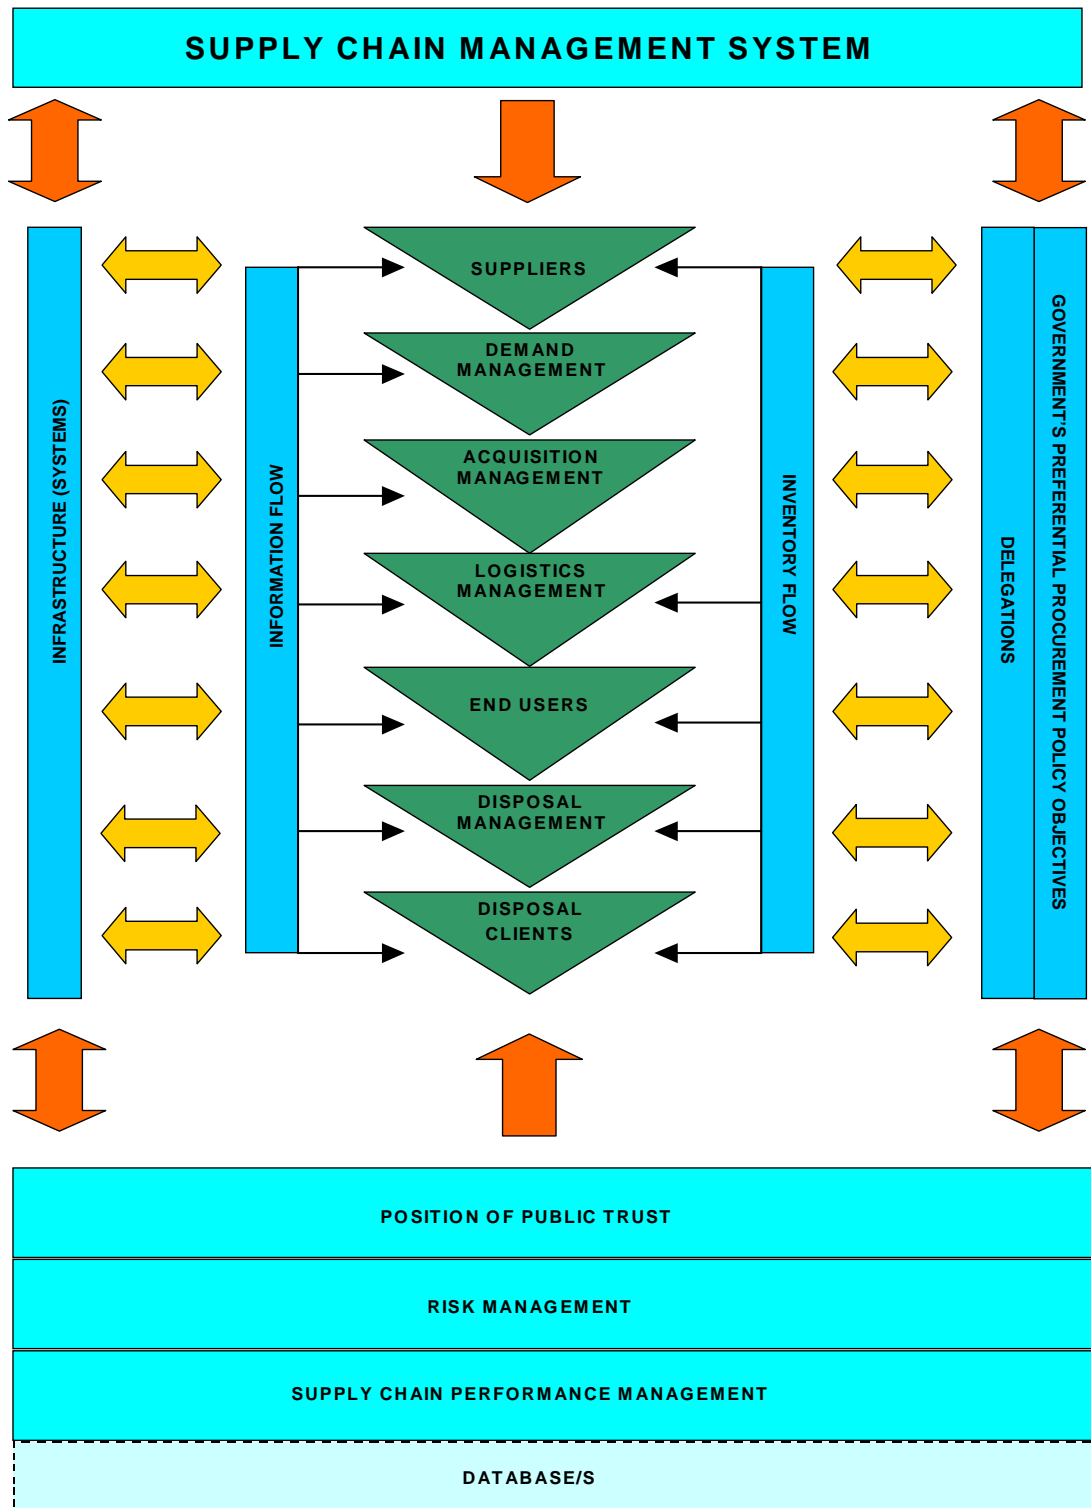 SUPPLY CHAIN MANAGEMENT SYSTEM
INFRASTRUCTURE (SYSTEMS)
INFORMATION FLOW
SUPPLIERS
DEMAND
MANAGEMENT
ACQUISITION
MANAGEMENT
LOGISTICS
MANAGEMENT
END USERS
DISPOSAL
MANAGEMENT
DISPOSAL
CLIENTS
INVENTORY FLOW
DELEGATIONS
GOVERNMENT'S PREFERENTIAL PROCUREMENT POLICY OBJECTIVES
POSITION OF PUBLIC TRUST
RISK MANAGEMENT
SUPPLY CHAIN PERFORMANCE MANAGEMENT
DATABASE/S